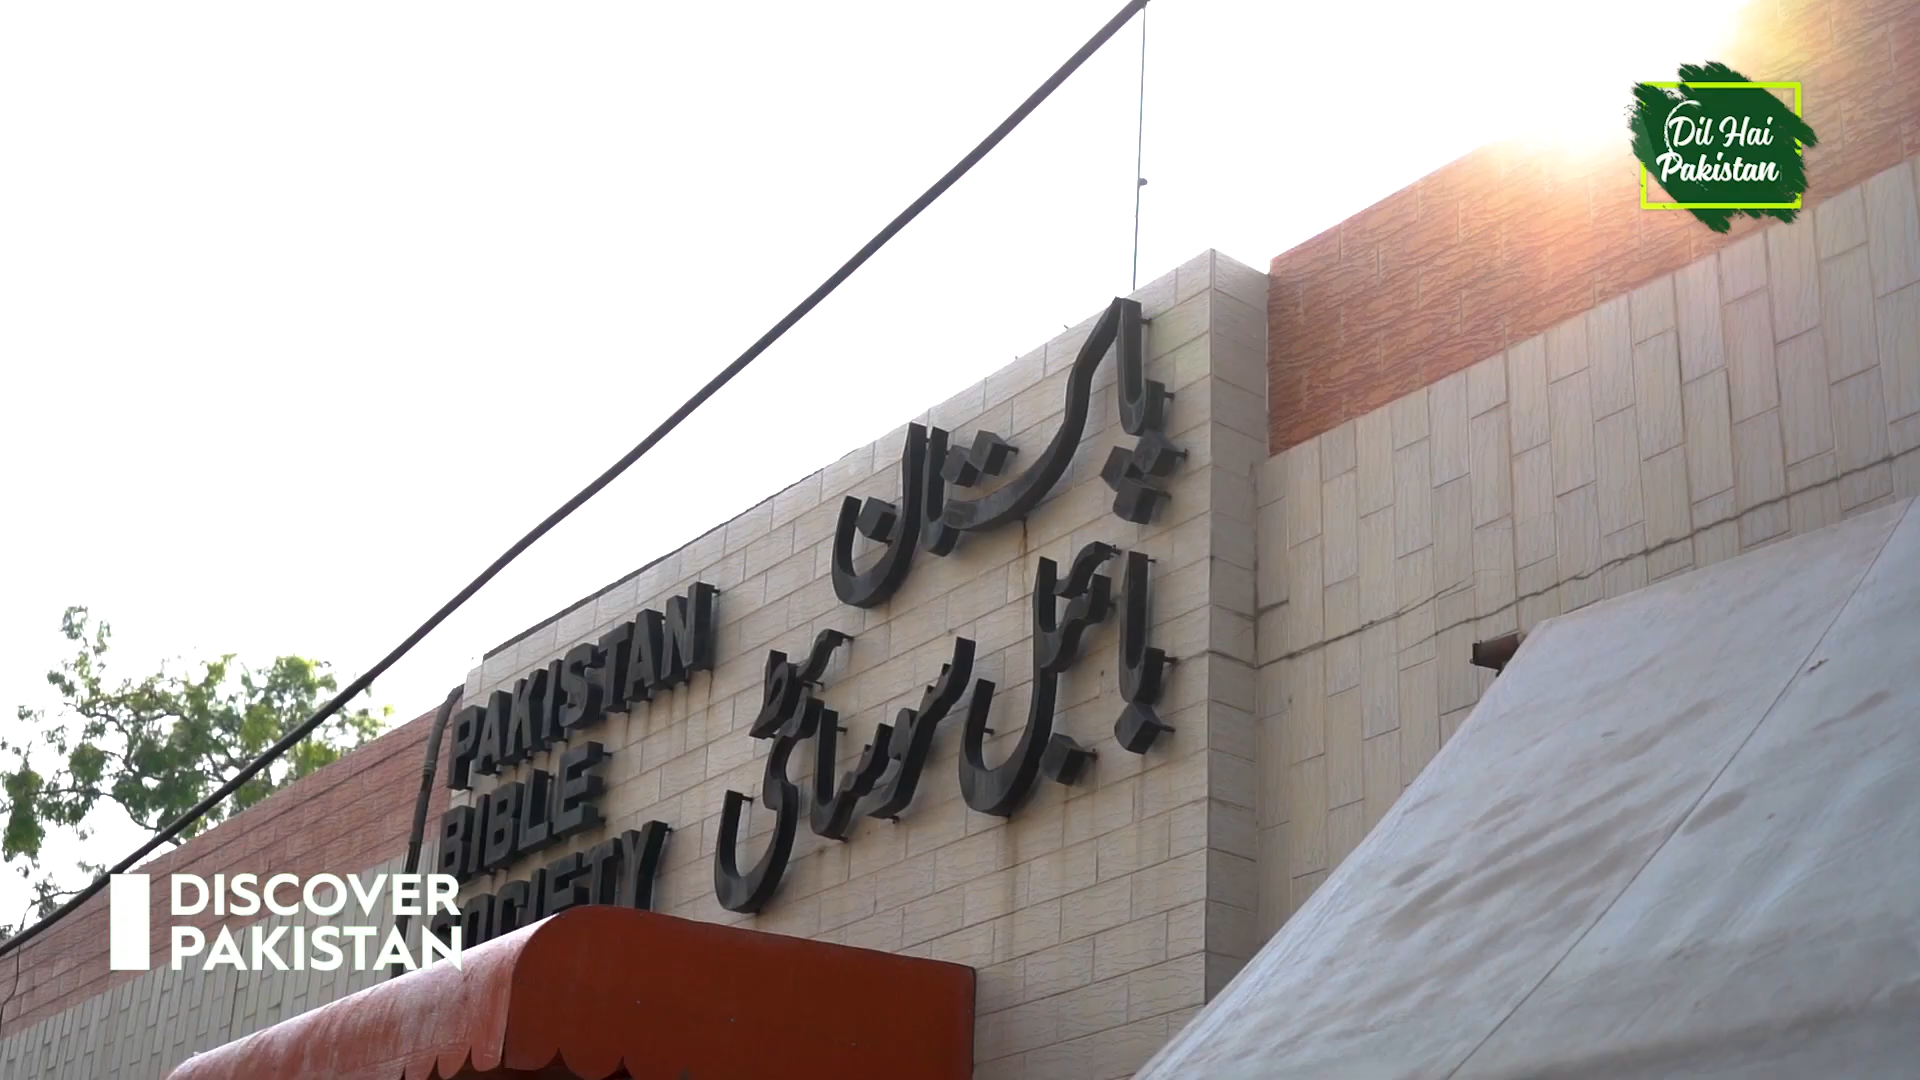 Dil Hai
Pakistan
پاکستان
بائبل سوسائٹی
PAKISTAN
BIBLE
SOCIETY
DISCOVER
PAKISTAN